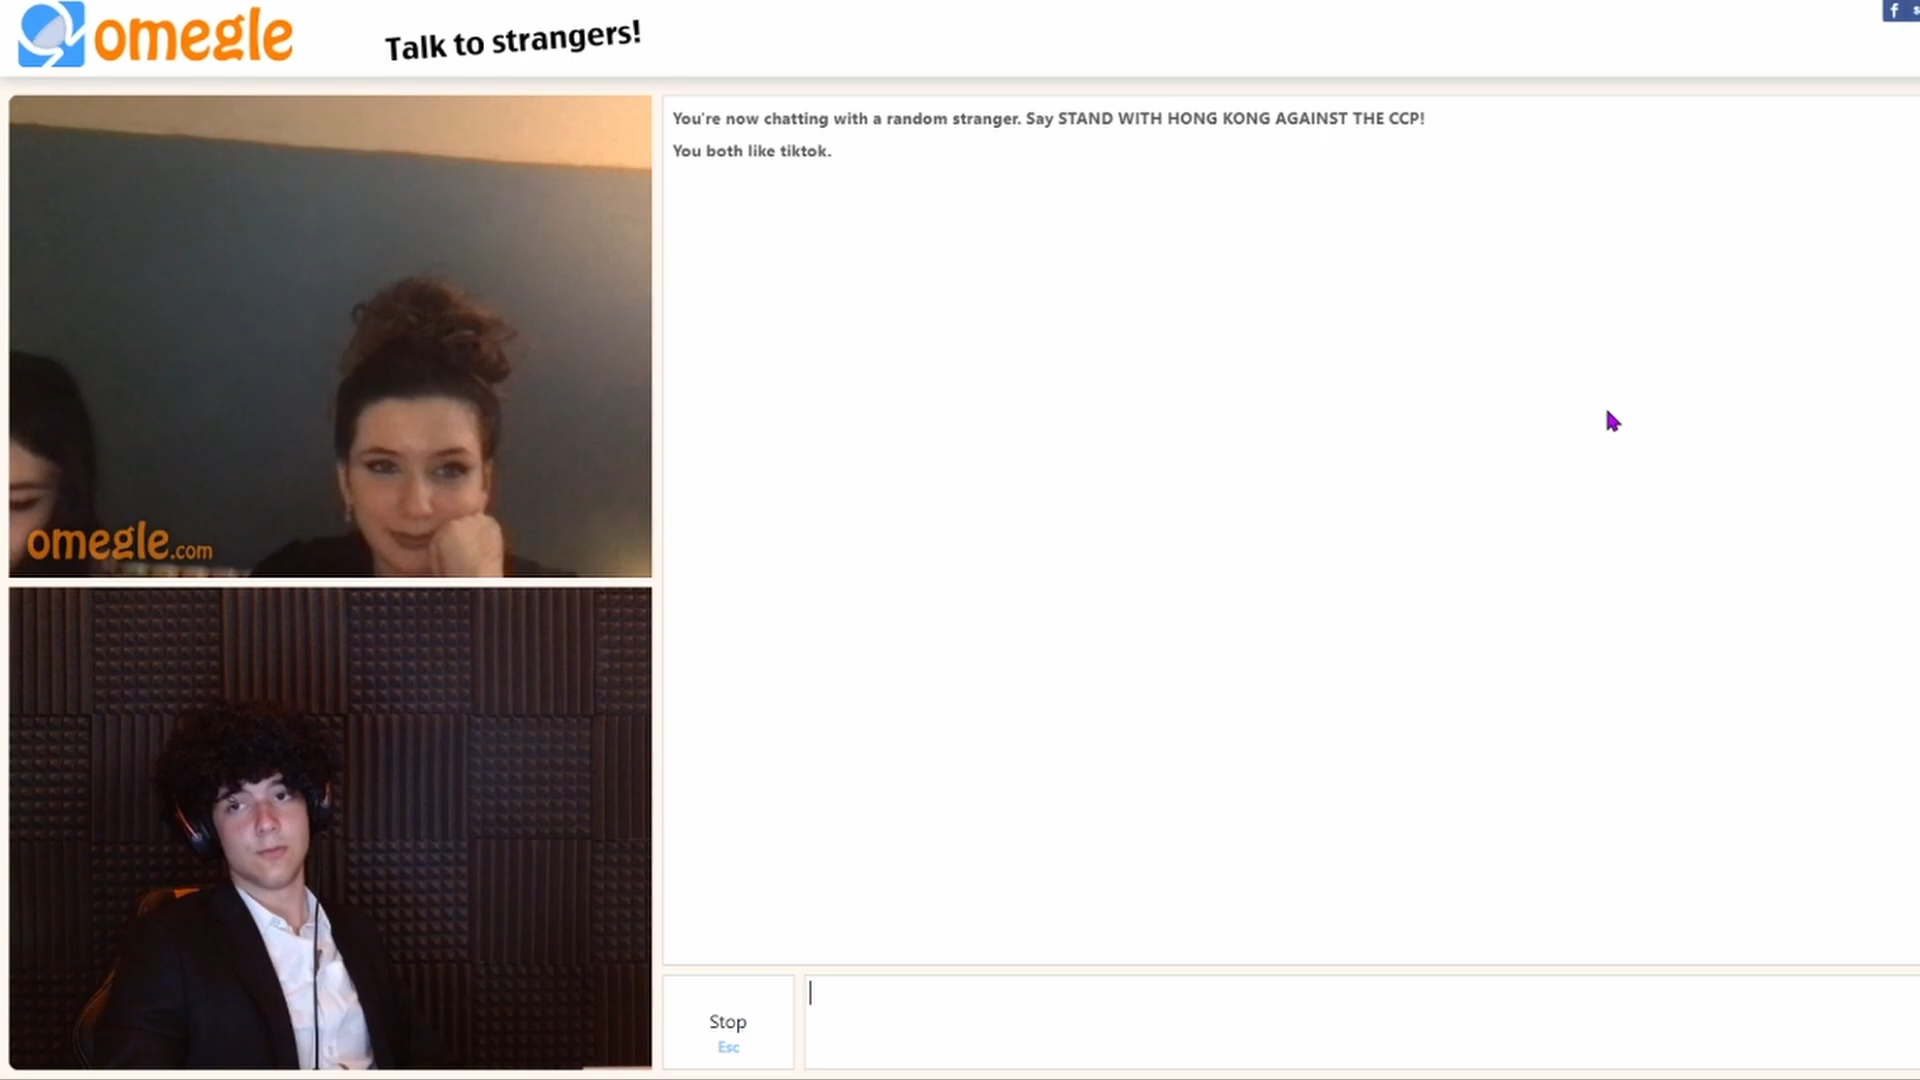 omegle
Talk to strangers!
f
You're now chatting with a random stranger. Say STAND WITH HONG KONG AGAINST THE CCP!
You both like tiktok.
omegle.com
Stop
Esc